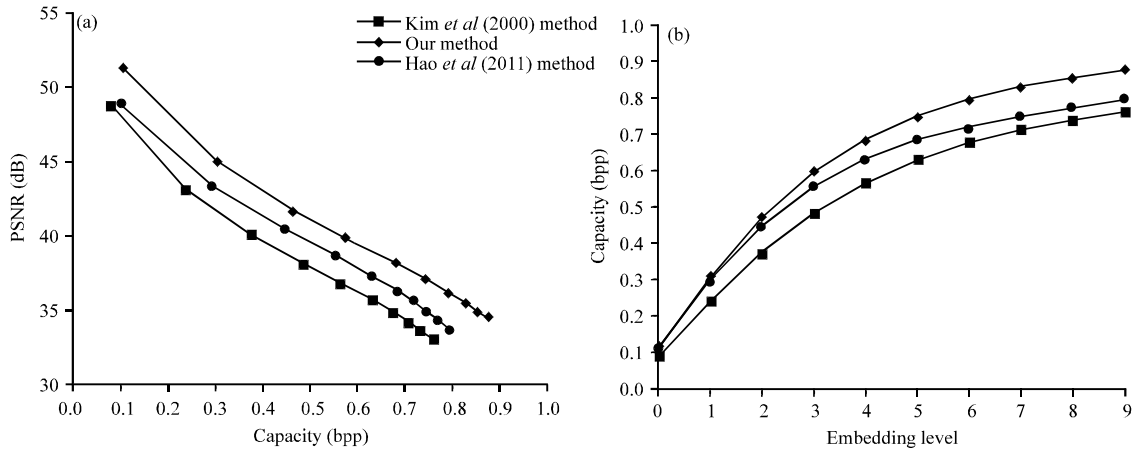 (a)
Kim et al (2000) method
Our method
Hao et al (2011) method
55
50
45
40
35
30
PSNR (dB)
0.0 0.1 0.2 0.3 0.4 0.5 0.6 0.7 0.8 0.9 1.0
Capacity (bpp)
(b)
1.0
0.9
0.8
0.7
0.6
0.5
0.4
0.3
0.2
0.1
0.0
Capacity (bpp)
0 1 2 3 4 5 6 7 8 9
Embedding level